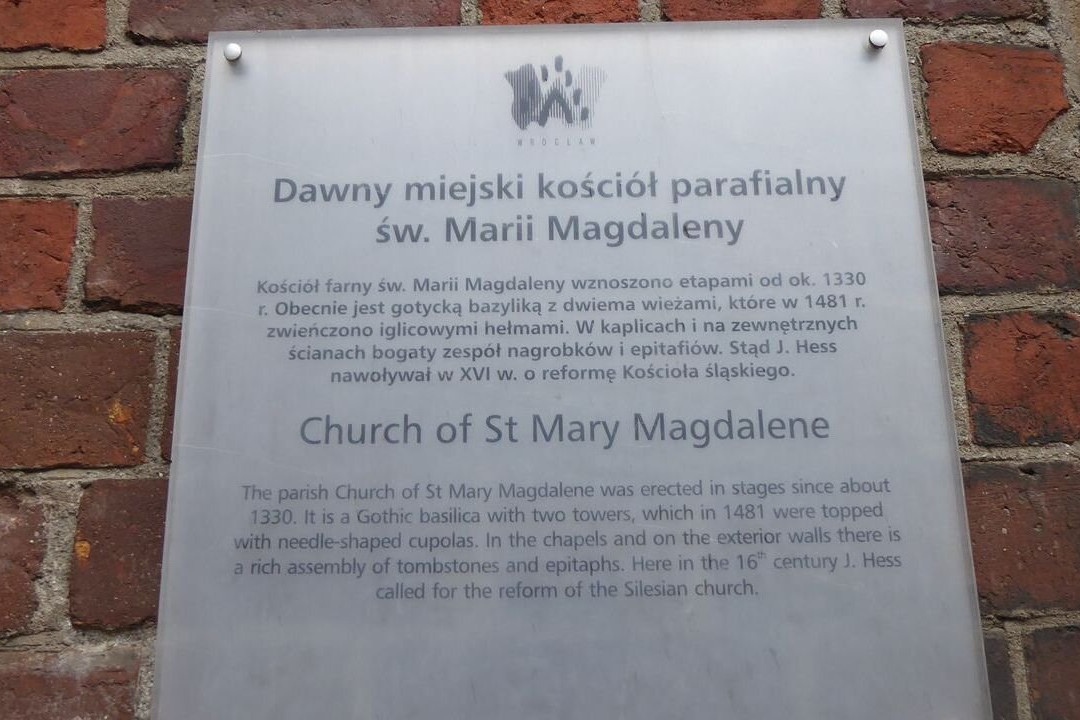 WROCŁAW
Dawny miejski kościół parafialny
św. Marii Magdaleny
Kościół farny św. Marii Magdaleny wznoszono etapami od ok. 1330
r. Obecnie jest gotycką bazyliką z dwiema wieżami, które w 1481 r.
zwieńczono iglicowymi hełmami. W kaplicach i na zewnętrznych
ścianach bogaty zespół nagrobków i epitafiów. Stąd J. Hess
nawoływał w XVI w. o reformę Kościoła śląskiego.
Church of St Mary Magdalene
The parish Church of St Mary Magdalene was erected in stages since about
1330. It is a Gothic basilica with two towers, which in 1481 were topped
with needle-shaped cupolas. In the chapels and on the exterior walls there is
a rich assembly of tombstones and epitaphs. Here in the 16th century J. Hess
called for the reform of the Silesian church.